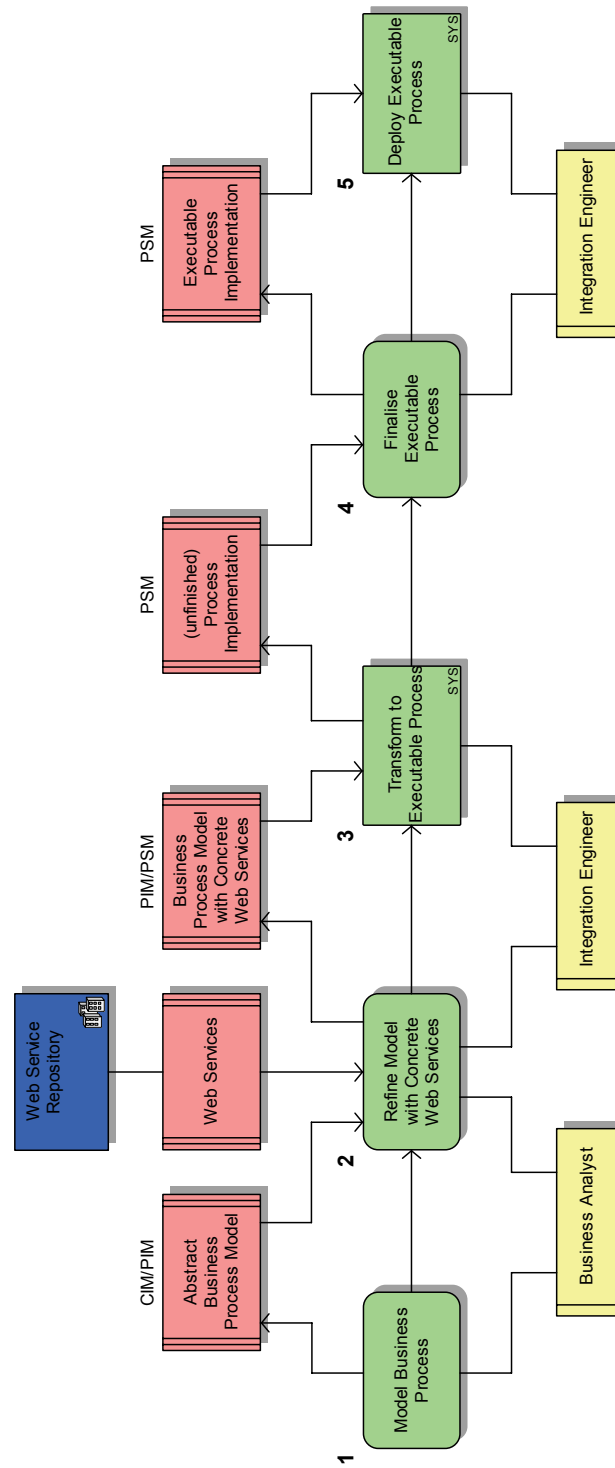 Web Service
Repository
CIM/PIM
PIM/PSM
PSM
PSM
Abstract
Business
Process Model
Web Services
Business
Process Model
with Concrete
Web Services
(unfinished)
Process
Implementation
Executable
Process
Implementation
1
Model Business
Process
2
Refine Model
with Concrete
Web Services
3
Transform to
Executable Process
SYS
4
Finalise
Executable
Process
5
Deploy Executable
Process
SYS
Business Analyst
Integration Engineer
Integration Engineer